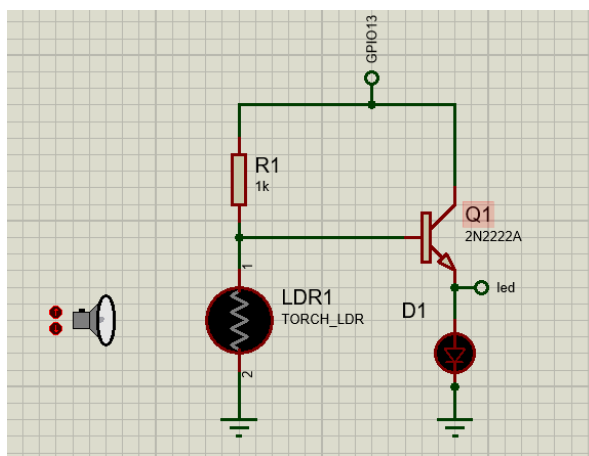 GPIO13
R1
1k
Q1
2N2222A
led
1
LDR1
TORCH_LDR
D1
2